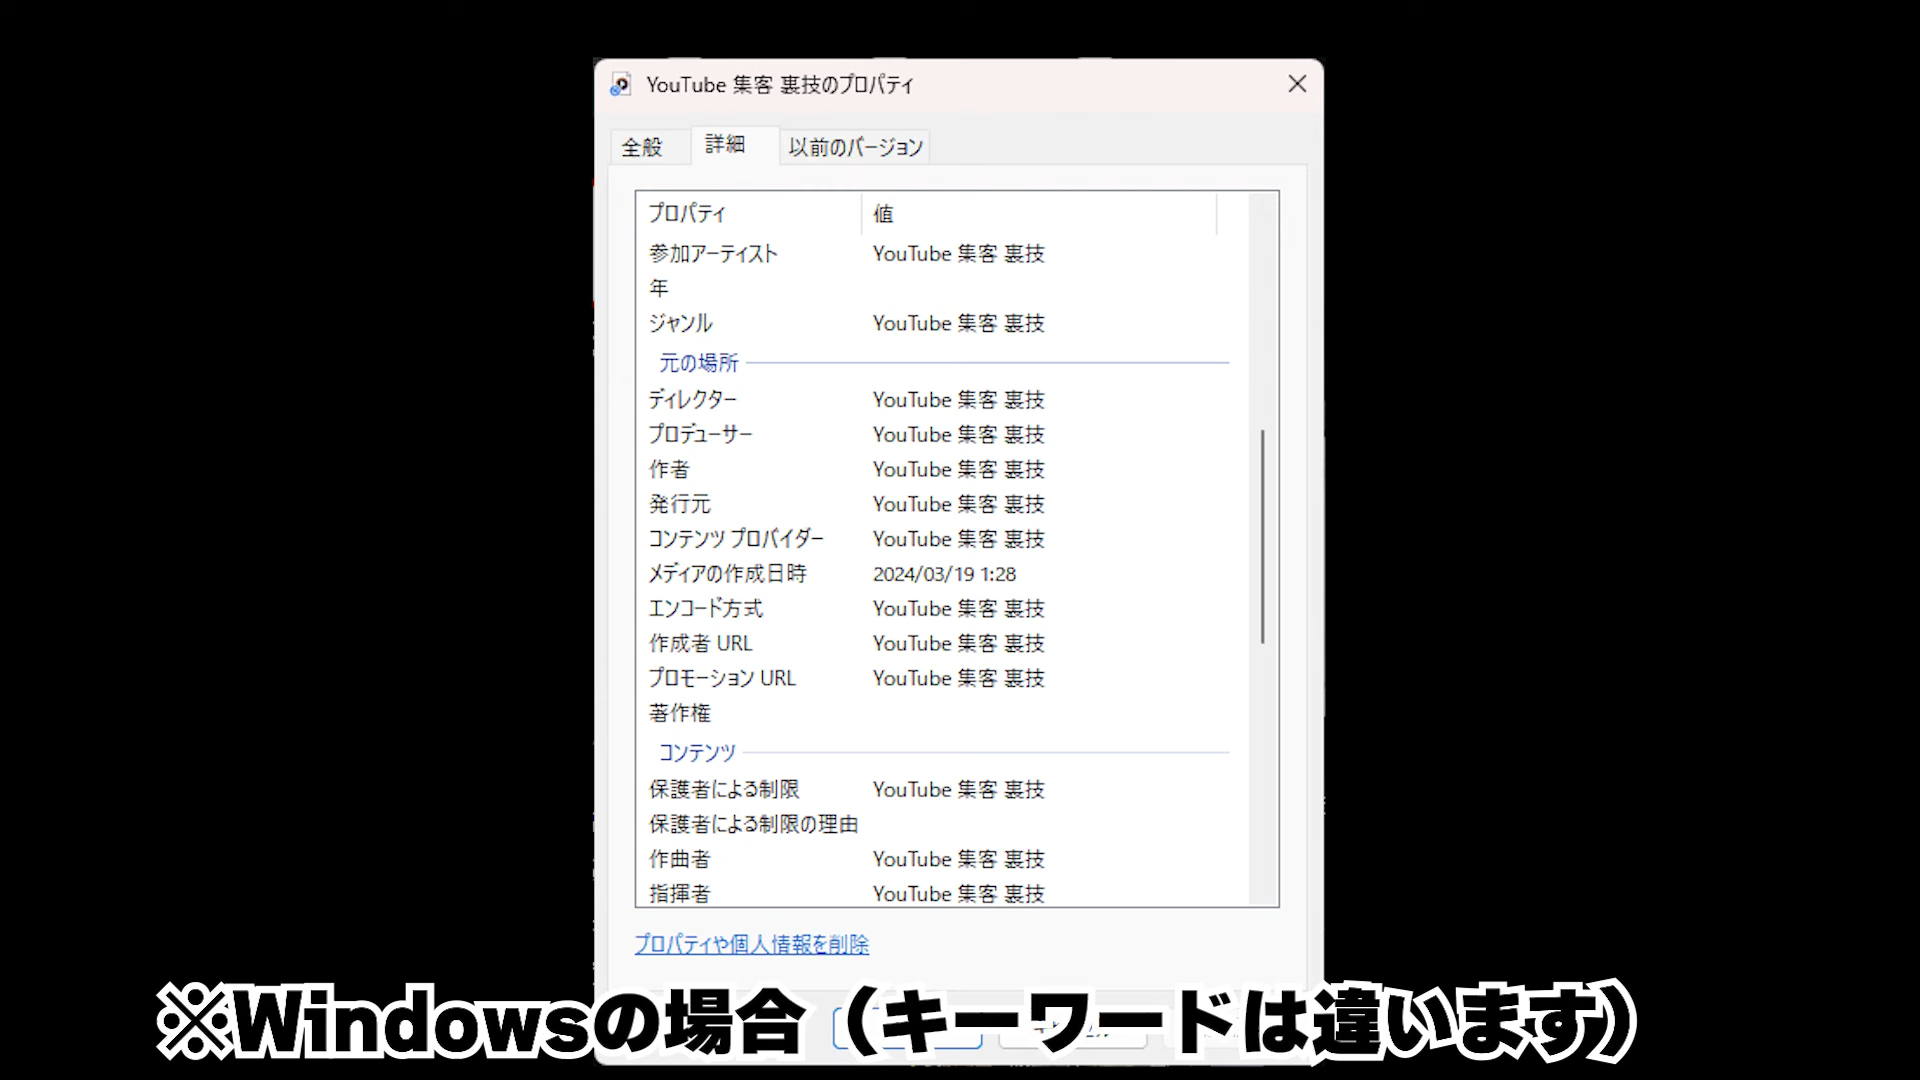 YouTube 集客 裏技のプロパティ
全般 詳細 以前のバージョン
プロパティ 値
参加アーティスト YouTube 集客 裏技
年
ジャンル YouTube 集客 裏技
元の場所
ディレクター YouTube 集客 裏技
プロデューサー YouTube 集客 裏技
作者 YouTube 集客 裏技
発行元 YouTube 集客 裏技
コンテンツ プロバイダー YouTube 集客 裏技
メディアの作成日時 2024/03/19 1:28
エンコード方式 YouTube 集客 裏技
作成者 URL YouTube 集客 裏技
プロモーション URL YouTube 集客 裏技
著作権
コンテンツ
保護者による制限 YouTube 集客 裏技
保護者による制限の理由
作曲者 YouTube 集客 裏技
指揮者 YouTube 集客 裏技
プロパティや個人情報を削除
※Windowsの場合（キーワードは違います）